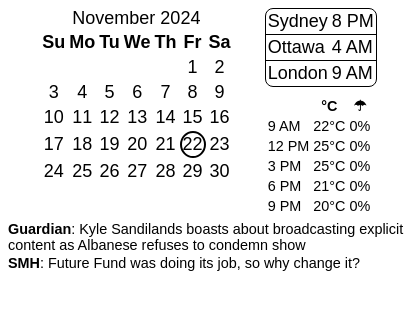 November 2024
Su Mo Tu We Th Fr Sa
1 2
3 4 5 6 7 8 9
10 11 12 13 14 15 16
17 18 19 20 21 22 23
24 25 26 27 28 29 30
Sydney 8 PM
Ottawa 4 AM
London 9 AM
°C ☂
9 AM 22°C 0%
12 PM 25°C 0%
3 PM 25°C 0%
6 PM 21°C 0%
9 PM 20°C 0%
Guardian: Kyle Sandilands boasts about broadcasting explicit
content as Albanese refuses to condemn show
SMH: Future Fund was doing its job, so why change it?